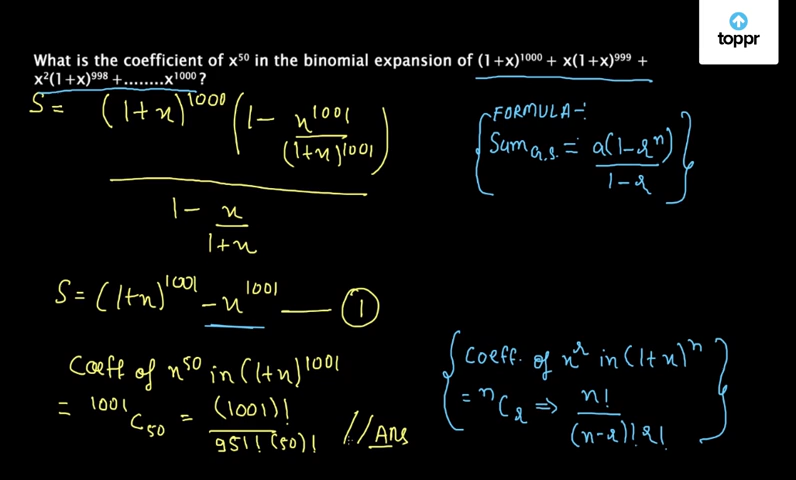 toppr
What is the coefficient of x⁵⁰ in the binomial expansion of (1+x)¹⁰⁰⁰ + x(1+x)⁹⁹⁹ +
x²(1+x)⁹⁹⁸ +........x¹⁰⁰⁰?
S = (1+x)¹⁰⁰⁰ (1 - x¹⁰⁰¹/(1+x)¹⁰⁰¹)
1 - x/(1+x)
FORMULA:-
Sum G.S. = a(1-r^n)/(1-r)
S = (1+x)¹⁰⁰¹ - x¹⁰⁰¹ —— ①
Coeff of x⁵⁰ in (1+x)¹⁰⁰¹
= ¹⁰⁰¹C₅₀ = (1001)!/951!(50)! // Ans
Coeff. of x^r in (1+x)^n
= ⁿCᵣ ⇒ n!/(n-r)!r!